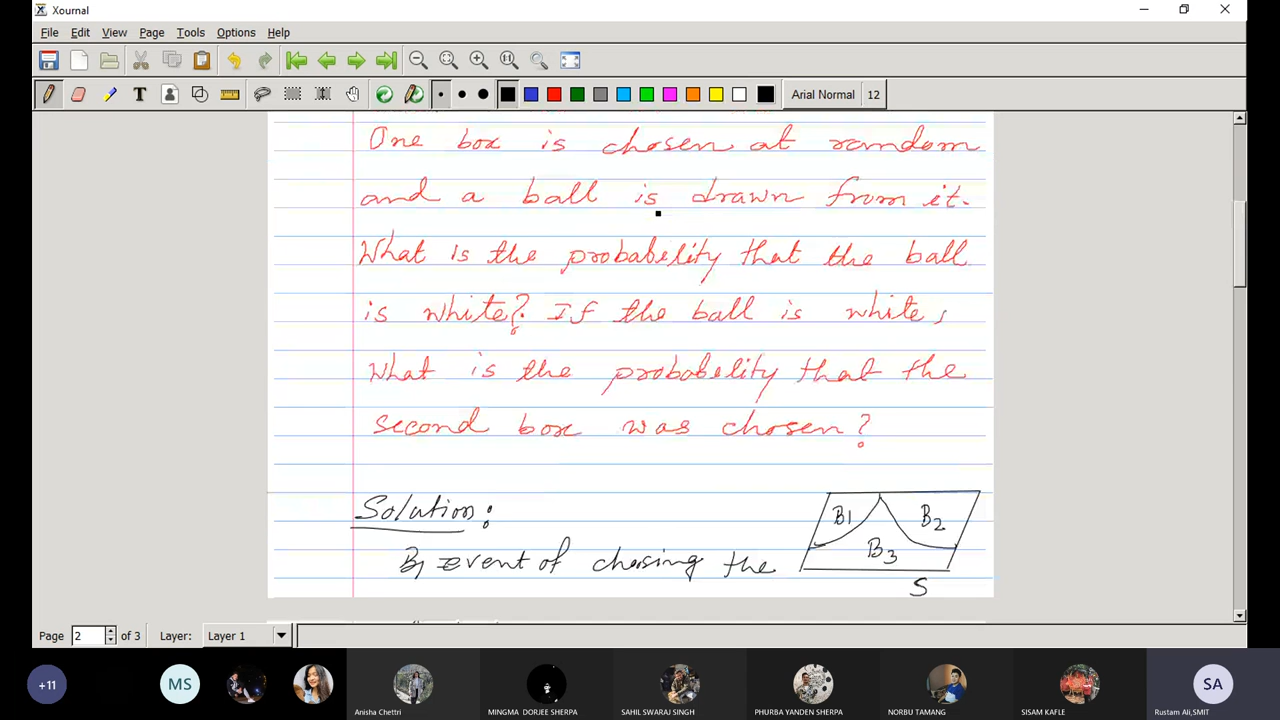 Xournal
File Edit View Page Tools Options Help
Arial Normal 12
One box is chosen at random
and a ball is drawn from it.
What is the probability that the ball
is white? If the ball is white,
What is the probability that the
second box was chosen?
Solution:
B1 B2
B3
S
B1 = event of chosing the
Page 2 of 3 Layer: Layer 1
+11 MS SA
Anisha Chettri MINGMA DORJEE SHERPA SAHIL SWARAJ SINGH PHURBA YANDEN SHERPA NORBU TAMANG SISAM KAFLE Rustam Ali,SMIT